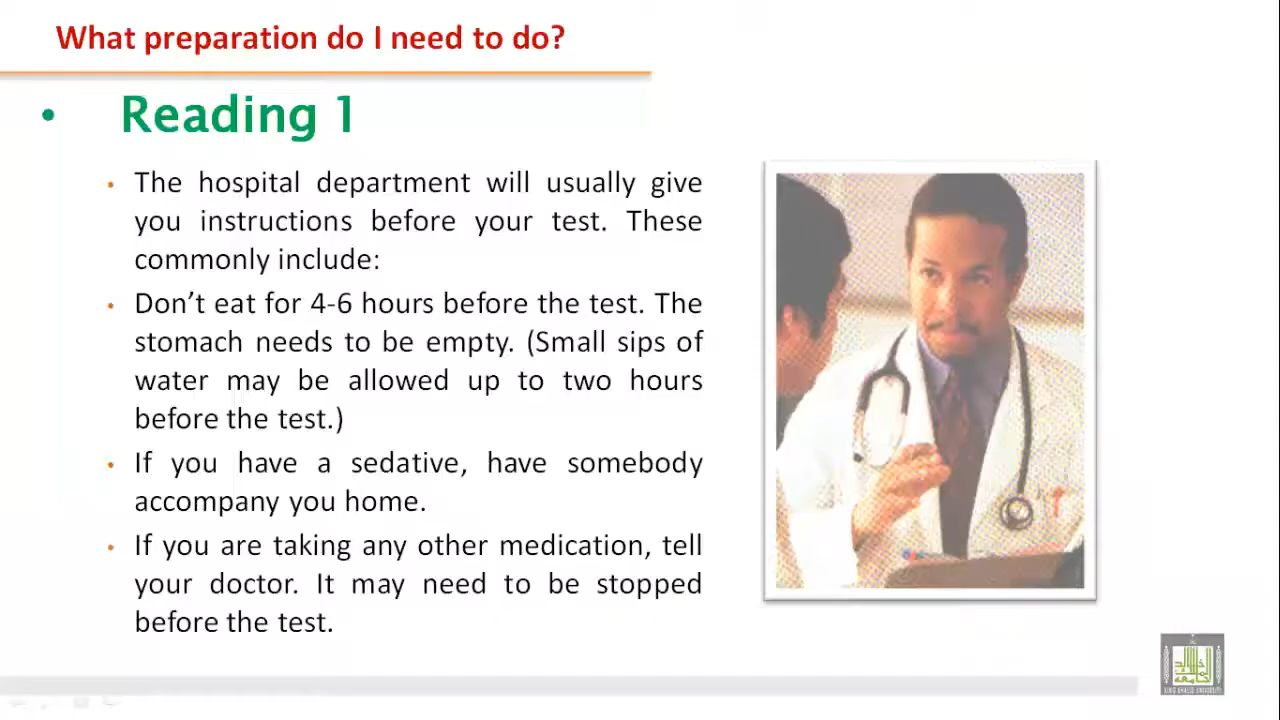 What preparation do I need to do?
• Reading 1
• The hospital department will usually give
you instructions before your test. These
commonly include:
• Don’t eat for 4-6 hours before the test. The
stomach needs to be empty. (Small sips of
water may be allowed up to two hours
before the test.)
• If you have a sedative, have somebody
accompany you home.
• If you are taking any other medication, tell
your doctor. It may need to be stopped
before the test.
KING KHALID UNIVERSITY